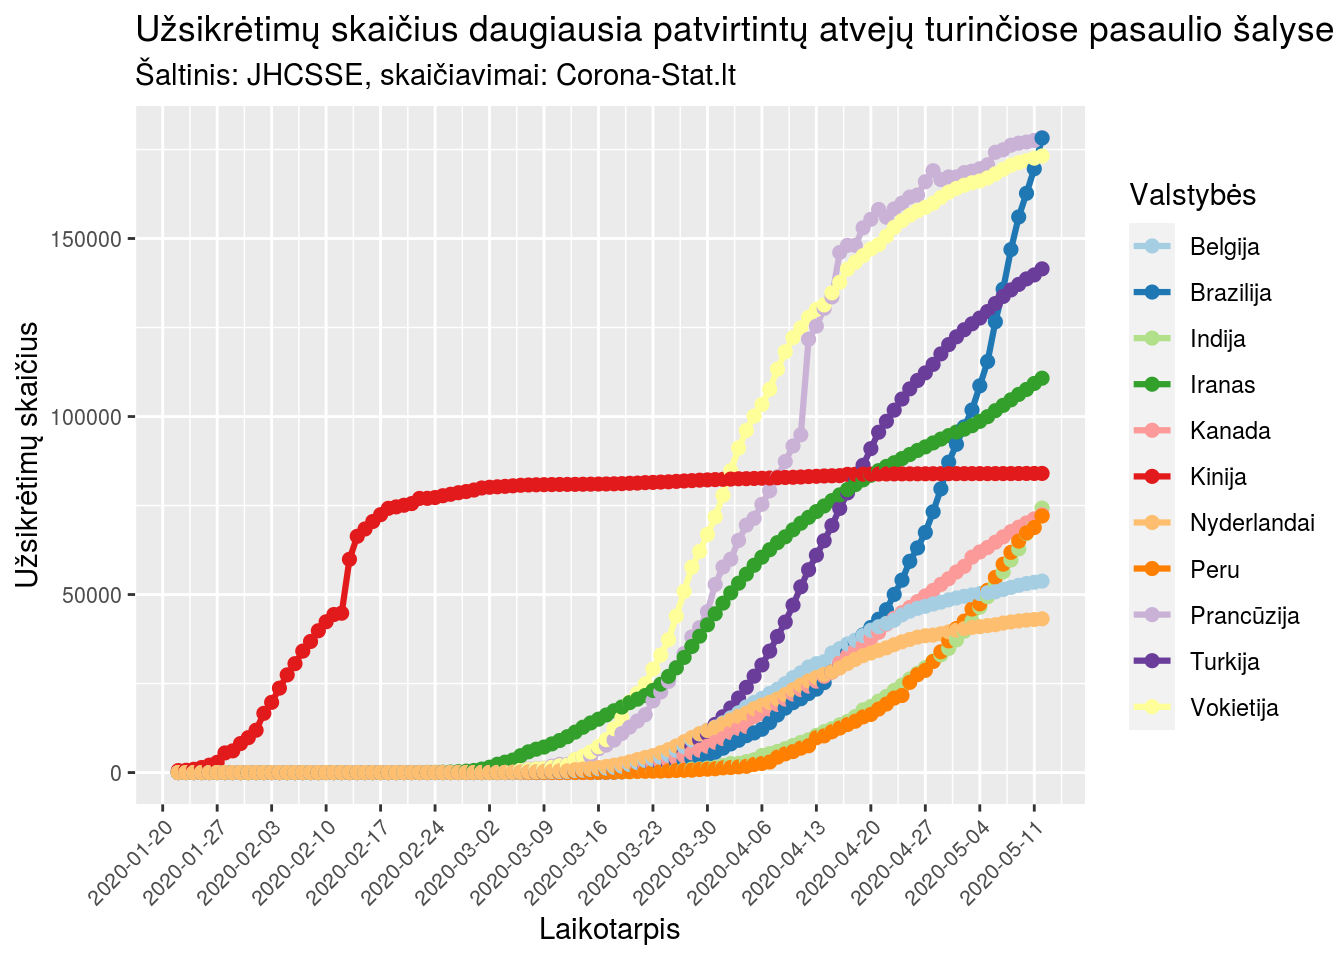 Užsikrėtimų skaičius daugiausia patvirtintų atvejų turinčiose pasaulio šalyse
Šaltinis: JHCSSE, skaičiavimai: Corona-Stat.lt
Užsikrėtimų skaičius
150000
100000
50000
0
2020-01-20
2020-01-27
2020-02-03
2020-02-10
2020-02-17
2020-02-24
2020-03-02
2020-03-09
2020-03-16
2020-03-23
2020-03-30
2020-04-06
2020-04-13
2020-04-20
2020-04-27
2020-05-04
2020-05-11
Laikotarpis
Valstybės
Belgija
Brazilija
Indija
Iranas
Kanada
Kinija
Nyderlandai
Peru
Prancūzija
Turkija
Vokietija